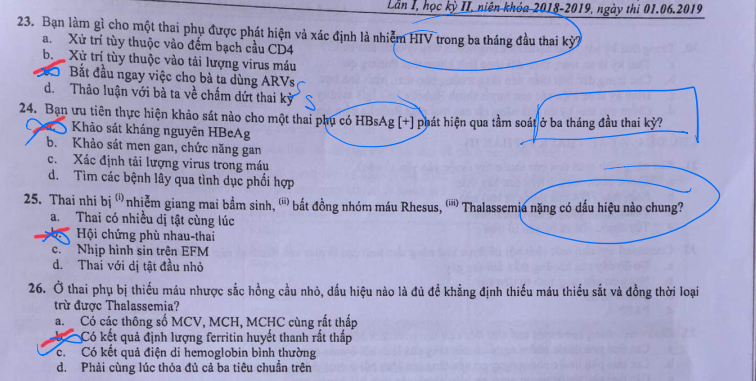 Lần I, học kỳ II, niên khóa 2018-2019, ngày thi 01.06.2019
23. Bạn làm gì cho một thai phụ được phát hiện và xác định là nhiễm HIV trong ba tháng đầu thai kỳ?
a. Xử trí tùy thuộc vào đếm bạch cầu CD4
b. Xử trí tùy thuộc vào tải lượng virus máu
Bắt đầu ngay việc cho bà ta dùng ARVs
d. Thảo luận với bà ta về chấm dứt thai kỳ
24. Bạn ưu tiên thực hiện khảo sát nào cho một thai phụ có HBsAg [+] phát hiện qua tầm soát ở ba tháng đầu thai kỳ?
Khảo sát kháng nguyên HBeAg
b. Khảo sát men gan, chức năng gan
c. Xác định tải lượng virus trong máu
d. Tìm các bệnh lây qua tình dục phối hợp
25. Thai nhi bị (i) nhiễm giang mai bẩm sinh, (ii) bất đồng nhóm máu Rhesus, (iii) Thalassemia nặng có dấu hiệu nào chung?
a. Thai có nhiều dị tật cùng lúc
b. Hội chứng phù nhau-thai
c. Nhịp hình sin trên EFM
d. Thai với dị tật đầu nhỏ
26. Ở thai phụ bị thiếu máu nhược sắc hồng cầu nhỏ, dấu hiệu nào là đủ để khẳng định thiếu máu thiếu sắt và đồng thời loại
trừ được Thalassemia?
a. Có các thông số MCV, MCH, MCHC cùng rất thấp
b. Có kết quả định lượng ferritin huyết thanh rất thấp
c. Có kết quả điện di hemoglobin bình thường
d. Phải cùng lúc thỏa đủ cả ba tiêu chuẩn trên